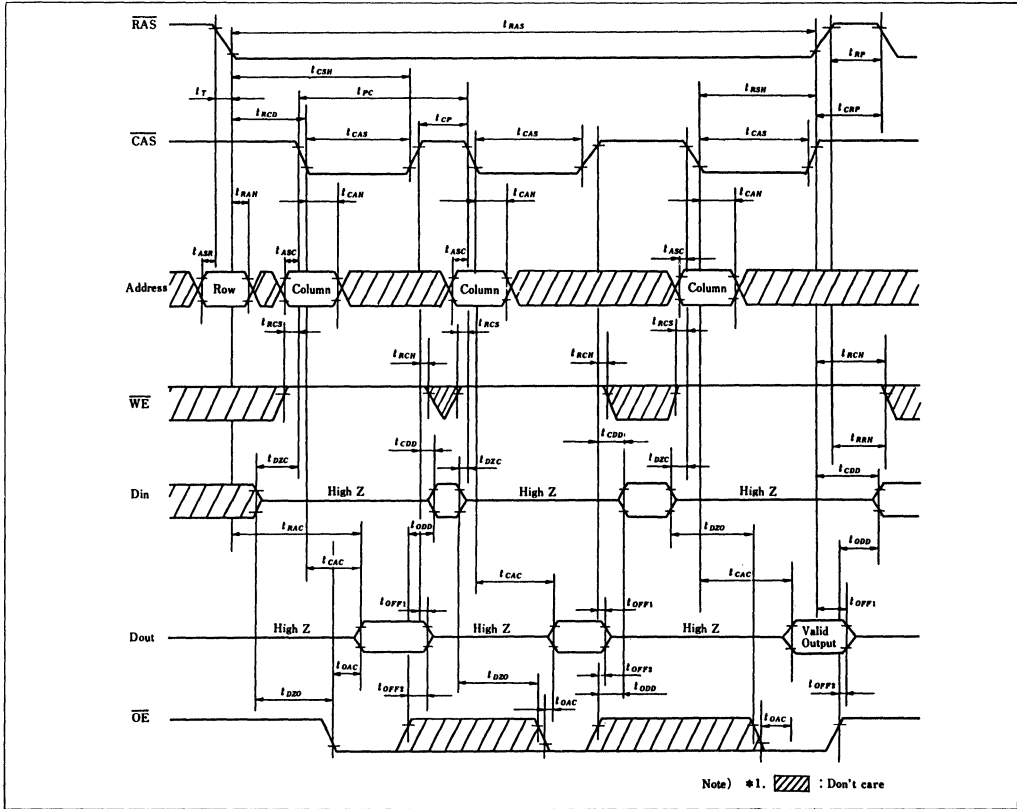 RAS
tRAS
tRP
tCSH
tT
tPC
tRSH
tRCD
tCP
tCRP
tCAS
tCAS
tCAS
CAS
tRAH
tCAH
tCAH
tCAH
tASR
tASC
tASC
tASC
Address
Row
Column
Column
Column
tRCS
tRCS
tRCS
tRCH
tRCH
tRCH
WE
tCDD
tCDD
tRRH
tDZC
tDZC
tDZC
tCDD
Din
High Z
High Z
High Z
tRAC
tODD
tDZO
tODD
tCAC
tCAC
tCAC
tOFF1
tOFF1
tOFF1
Dout
High Z
High Z
High Z
Valid
Output
tOAC
tOFF2
tDZO
tOFF2
tODD
tOFF2
tDZO
tOAC
tOAC
OE
Note) *1. : Don't care